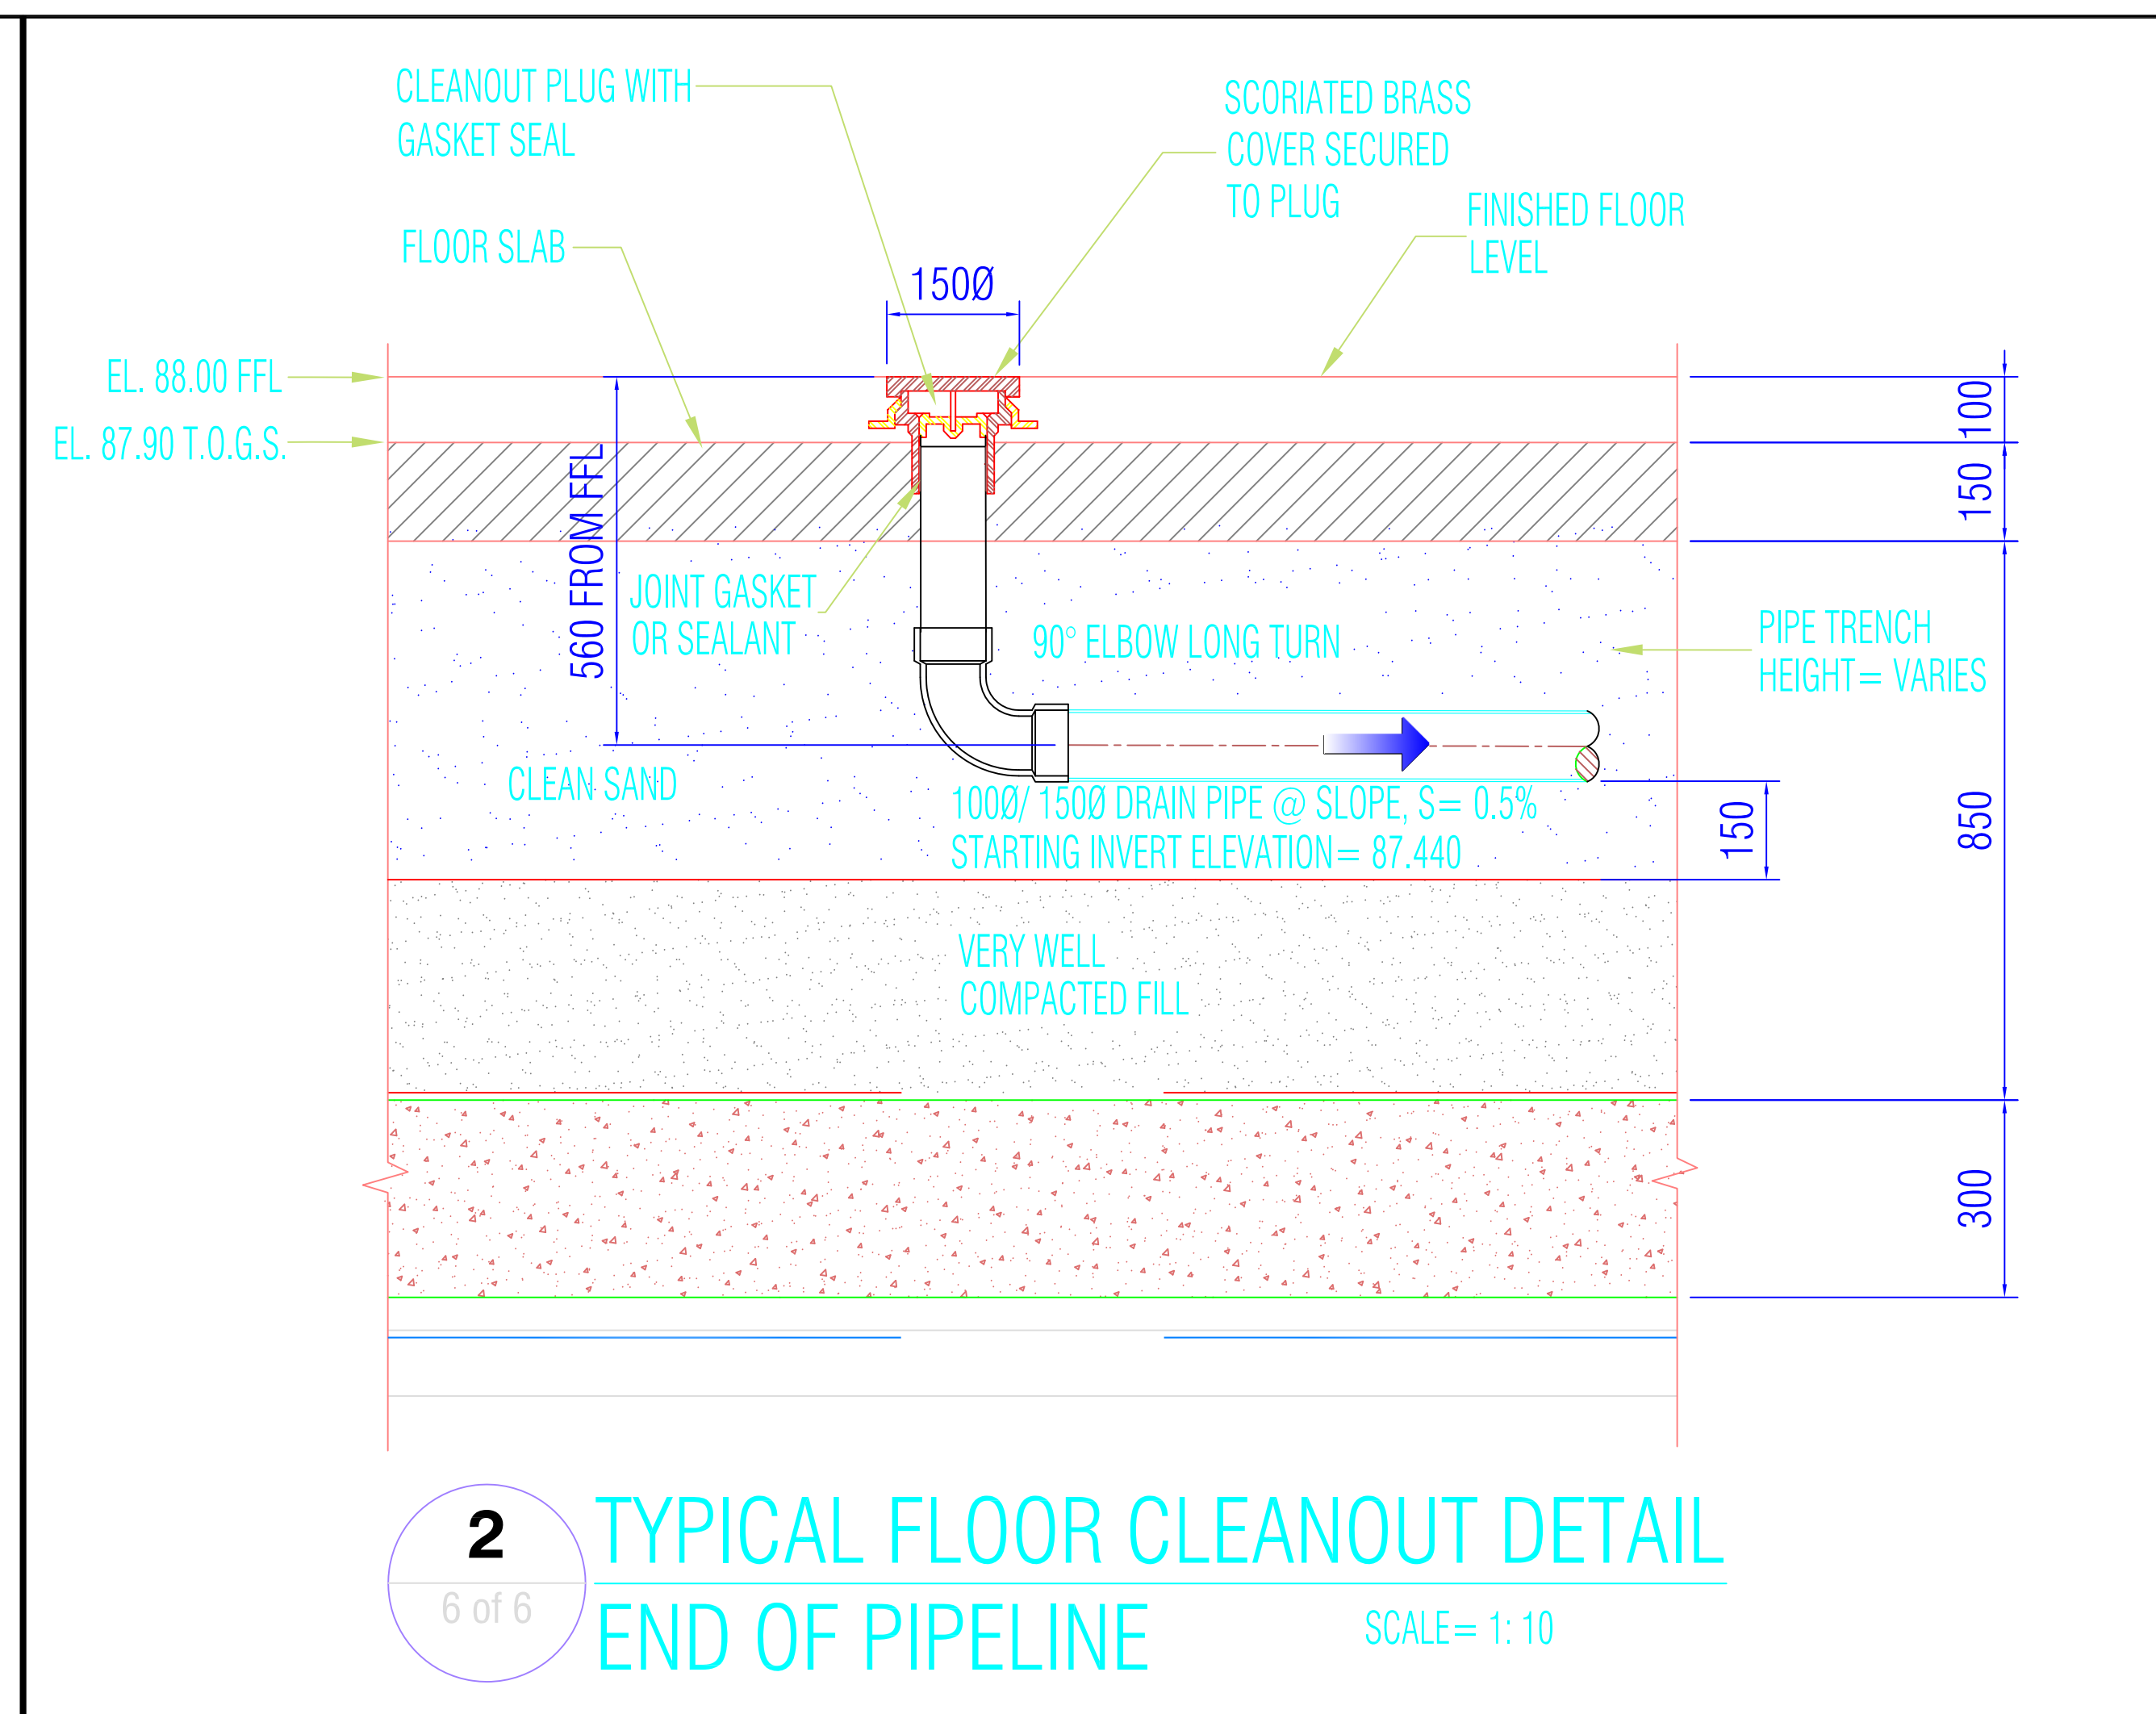 CLEANOUT PLUG WITH
GASKET SEAL
SCORIATED BRASS
COVER SECURED
TO PLUG
FINISHED FLOOR
LEVEL
FLOOR SLAB
150Ø
EL. 88.00 FFL
EL. 87.90 T.O.G.S.
100
150
560 FROM FFL
JOINT GASKET
OR SEALANT
90° ELBOW LONG TURN
PIPE TRENCH
HEIGHT= VARIES
CLEAN SAND
100Ø/ 150Ø DRAIN PIPE @ SLOPE, S= 0.5%
STARTING INVERT ELEVATION= 87.440
150
850
VERY WELL
COMPACTED FILL
300
2
6 of 6
TYPICAL FLOOR CLEANOUT DETAIL
END OF PIPELINE
SCALE= 1: 10